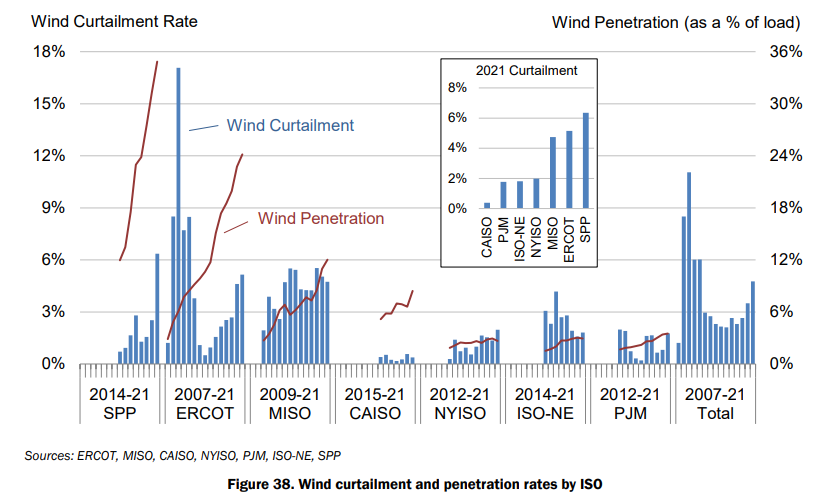 Wind Curtailment Rate
Wind Penetration (as a % of load)
18%
15%
12%
9%
6%
3%
0%
36%
30%
24%
18%
12%
6%
0%
Wind Curtailment
Wind Penetration
2021 Curtailment
8%
6%
4%
2%
0%
CAISO
PJM
ISO-NE
NYISO
MISO
ERCOT
SPP
2014-21
SPP
2007-21
ERCOT
2009-21
MISO
2015-21
CAISO
2012-21
NYISO
2014-21
ISO-NE
2012-21
PJM
2007-21
Total
Sources: ERCOT, MISO, CAISO, NYISO, PJM, ISO-NE, SPP
Figure 38. Wind curtailment and penetration rates by ISO